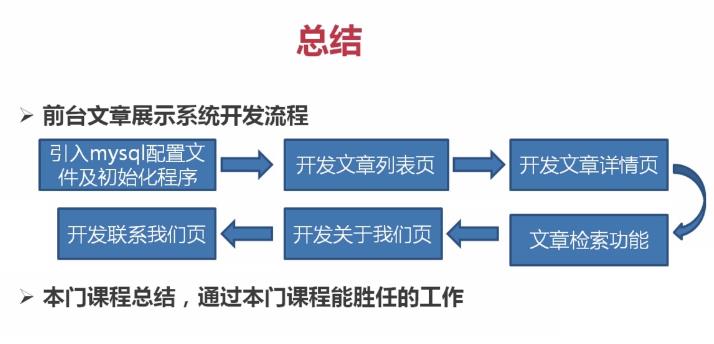 总结
前台文章展示系统开发流程
引入mysql配置文
件及初始化程序
开发文章列表页
开发文章详情页
文章检索功能
开发关于我们页
开发联系我们页
本门课程总结，通过本门课程能胜任的工作